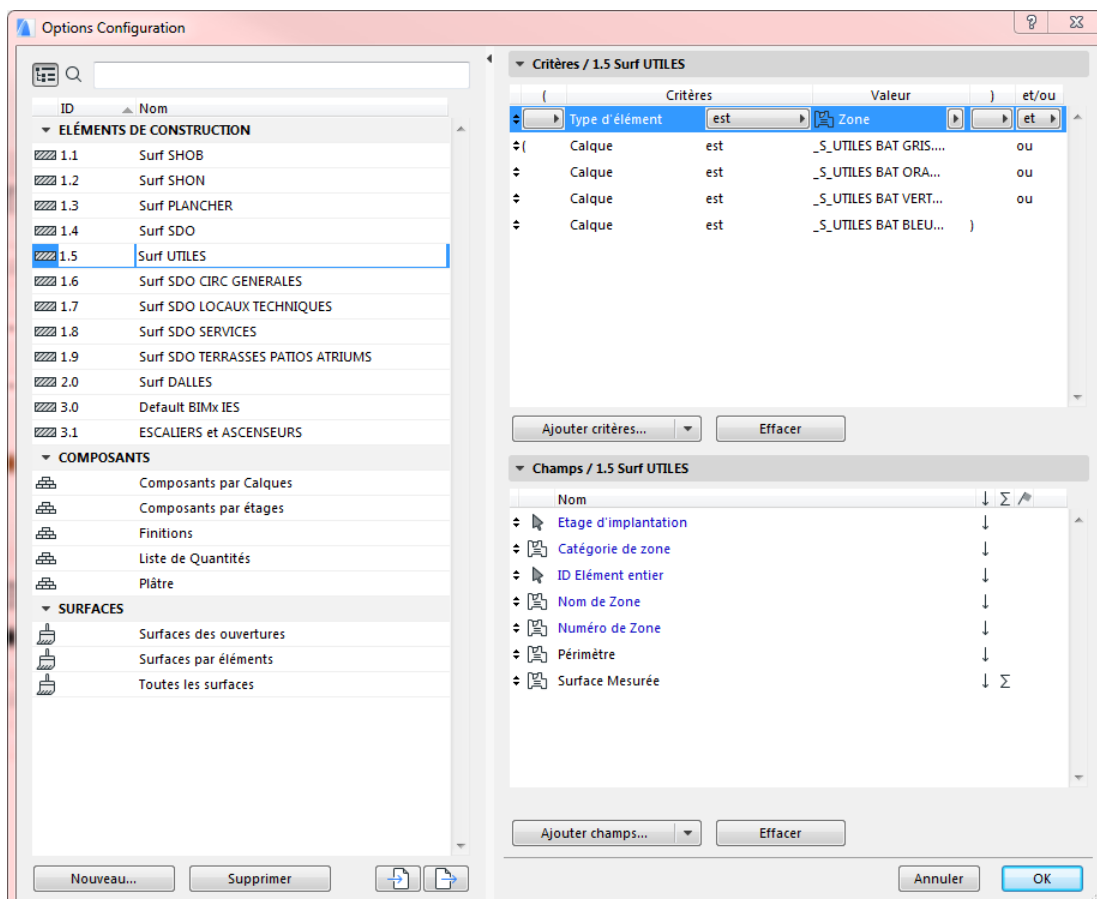 Options Configuration
ID Nom
ELÉMENTS DE CONSTRUCTION
1.1 Surf SHOB
1.2 Surf SHON
1.3 Surf PLANCHER
1.4 Surf SDO
1.5 Surf UTILES
1.6 Surf SDO CIRC GENERALES
1.7 Surf SDO LOCAUX TECHNIQUES
1.8 Surf SDO SERVICES
1.9 Surf SDO TERRASSES PATIOS ATRIUMS
2.0 Surf DALLES
3.0 Default BIMx IES
3.1 ESCALIERS et ASCENSEURS
COMPOSANTS
Composants par Calques
Composants par étages
Finitions
Liste de Quantités
Plâtre
SURFACES
Surfaces des ouvertures
Surfaces par éléments
Toutes les surfaces
Nouveau... Supprimer
Critères / 1.5 Surf UTILES
( Critères Valeur ) et/ou
Type d'élément est Zone et
( Calque est _S_UTILES BAT GRIS.... ou
Calque est _S_UTILES BAT ORA... ou
Calque est _S_UTILES BAT VERT... ou
Calque est _S_UTILES BAT BLEU... )
Ajouter critères... Effacer
Champs / 1.5 Surf UTILES
Nom ↓ Σ
Etage d'implantation ↓
Catégorie de zone ↓
ID Elément entier ↓
Nom de Zone ↓
Numéro de Zone ↓
Périmètre ↓
Surface Mesurée ↓ Σ
Ajouter champs... Effacer
Annuler OK